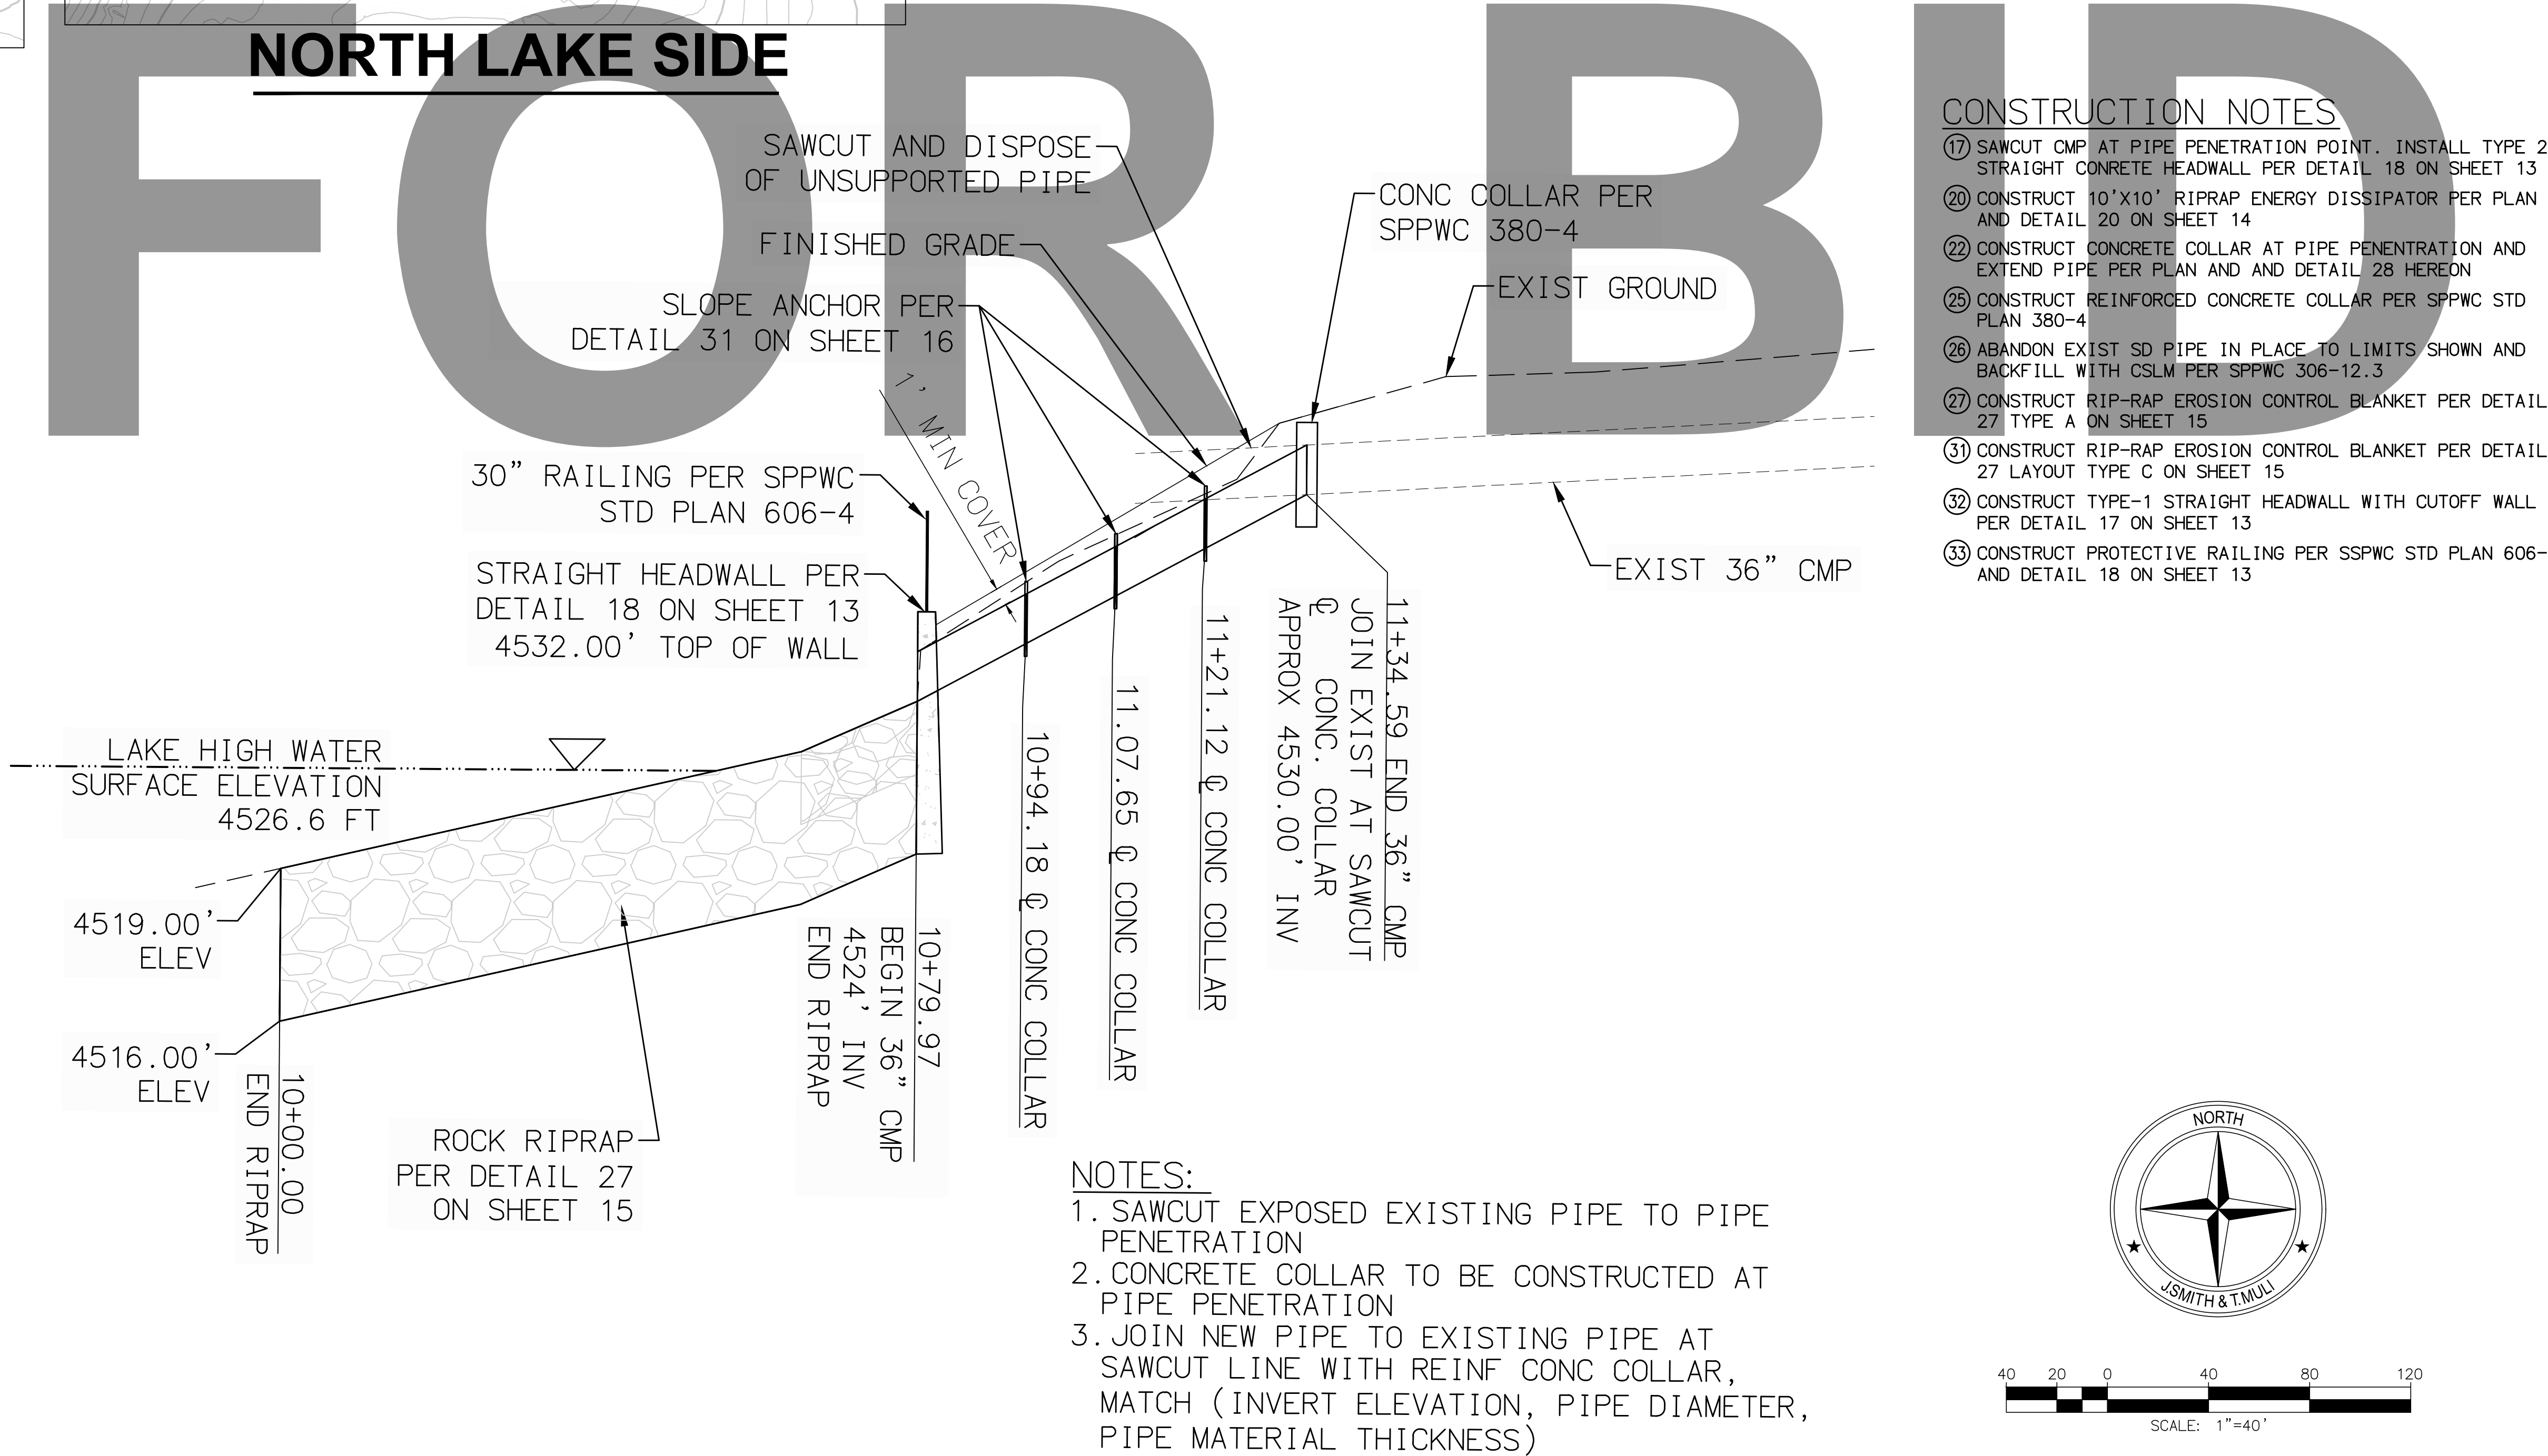 FOR BID
NORTH LAKE SIDE
SAWCUT AND DISPOSE
OF UNSUPPORTED PIPE
FINISHED GRADE
SLOPE ANCHOR PER
DETAIL 31 ON SHEET 16
1' MIN COVER
30" RAILING PER SPPWC
STD PLAN 606-4
STRAIGHT HEADWALL PER
DETAIL 18 ON SHEET 13
4532.00' TOP OF WALL
CONC COLLAR PER
SPPWC 380-4
EXIST GROUND
EXIST 36" CMP
LAKE HIGH WATER
SURFACE ELEVATION
4526.6 FT
4519.00'
ELEV
4516.00'
ELEV
10+00.00
END RIPRAP
ROCK RIPRAP
PER DETAIL 27
ON SHEET 15
10+79.97
BEGIN 36" CMP
4524' INV
END RIPRAP
10+94.18 ℄ CONC COLLAR
11.07.65 ℄ CONC COLLAR
11+21.12 ℄ CONC COLLAR
11+34.59 END 36" CMP
JOIN EXIST AT SAWCUT
℄ CONC. COLLAR
APPROX 4530.00' INV
CONSTRUCTION NOTES
17 SAWCUT CMP AT PIPE PENETRATION POINT. INSTALL TYPE 2
STRAIGHT CONRETE HEADWALL PER DETAIL 18 ON SHEET 13
20 CONSTRUCT 10'X10' RIPRAP ENERGY DISSIPATOR PER PLAN
AND DETAIL 20 ON SHEET 14
22 CONSTRUCT CONCRETE COLLAR AT PIPE PENENTRATION AND
EXTEND PIPE PER PLAN AND AND DETAIL 28 HEREON
25 CONSTRUCT REINFORCED CONCRETE COLLAR PER SPPWC STD
PLAN 380-4
26 ABANDON EXIST SD PIPE IN PLACE TO LIMITS SHOWN AND
BACKFILL WITH CSLM PER SPPWC 306-12.3
27 CONSTRUCT RIP-RAP EROSION CONTROL BLANKET PER DETAIL
27 TYPE A ON SHEET 15
31 CONSTRUCT RIP-RAP EROSION CONTROL BLANKET PER DETAIL
27 LAYOUT TYPE C ON SHEET 15
32 CONSTRUCT TYPE-1 STRAIGHT HEADWALL WITH CUTOFF WALL
PER DETAIL 17 ON SHEET 13
33 CONSTRUCT PROTECTIVE RAILING PER SSPWC STD PLAN 606-
AND DETAIL 18 ON SHEET 13
NOTES:
1. SAWCUT EXPOSED EXISTING PIPE TO PIPE
PENETRATION
2. CONCRETE COLLAR TO BE CONSTRUCTED AT
PIPE PENETRATION
3. JOIN NEW PIPE TO EXISTING PIPE AT
SAWCUT LINE WITH REINF CONC COLLAR,
MATCH (INVERT ELEVATION, PIPE DIAMETER,
PIPE MATERIAL THICKNESS)
NORTH
J.SMITH & T.MULI
40 20 0 40 80 120
SCALE: 1"=40'